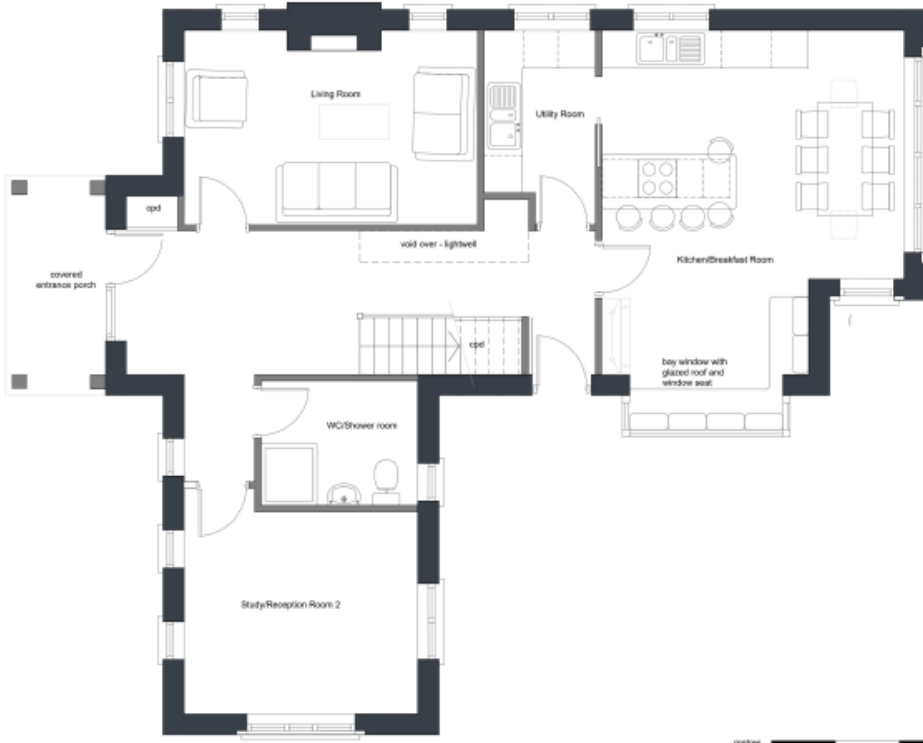 Living Room
Utility Room
cpd
void over - lightwell
covered
entrance porch
Kitchen/Breakfast Room
cpd
bay window with
glazed roof and
window seat
WC/Shower room
Study/Reception Room 2
metres